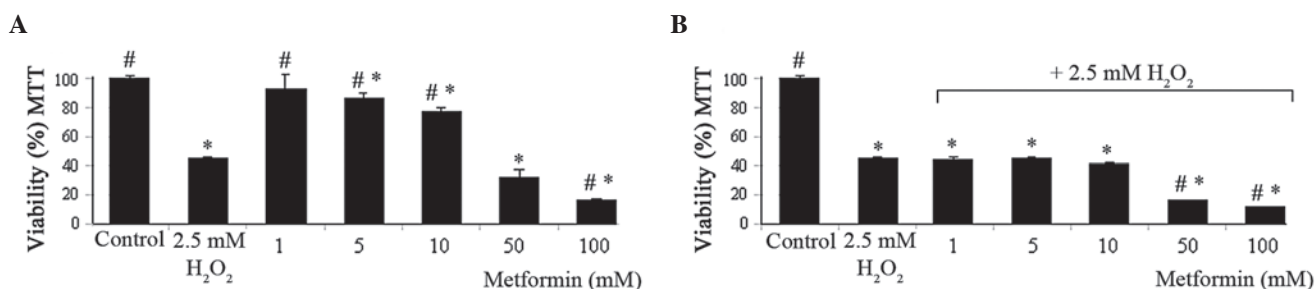 A
Viability (%) MTT
# * # # * # * * # *
100
80
60
40
20
0
Control 2.5 mM H₂O₂ 1 5 10 50 100
Metformin (mM)
B
Viability (%) MTT
+ 2.5 mM H₂O₂
# * * * * # * # *
100
80
60
40
20
0
Control 2.5 mM H₂O₂ 1 5 10 50 100
Metformin (mM)